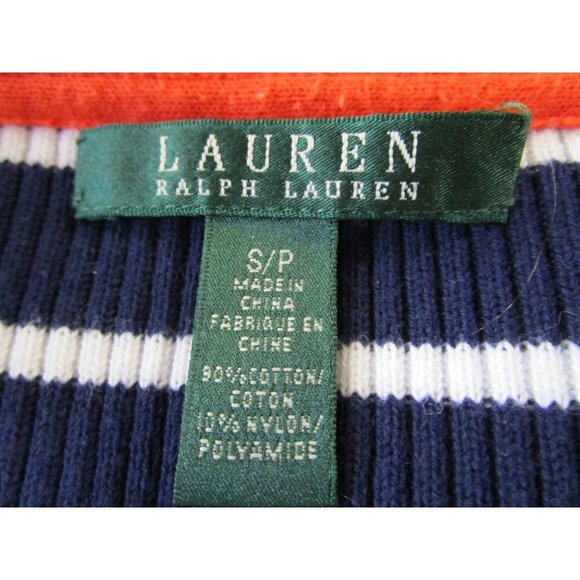 LAUREN
RALPH LAUREN
S/P
MADE IN
CHINA
FABRIQUE EN
CHINE
90% COTTON/
COTON
10% NYLON/
POLYAMIDE